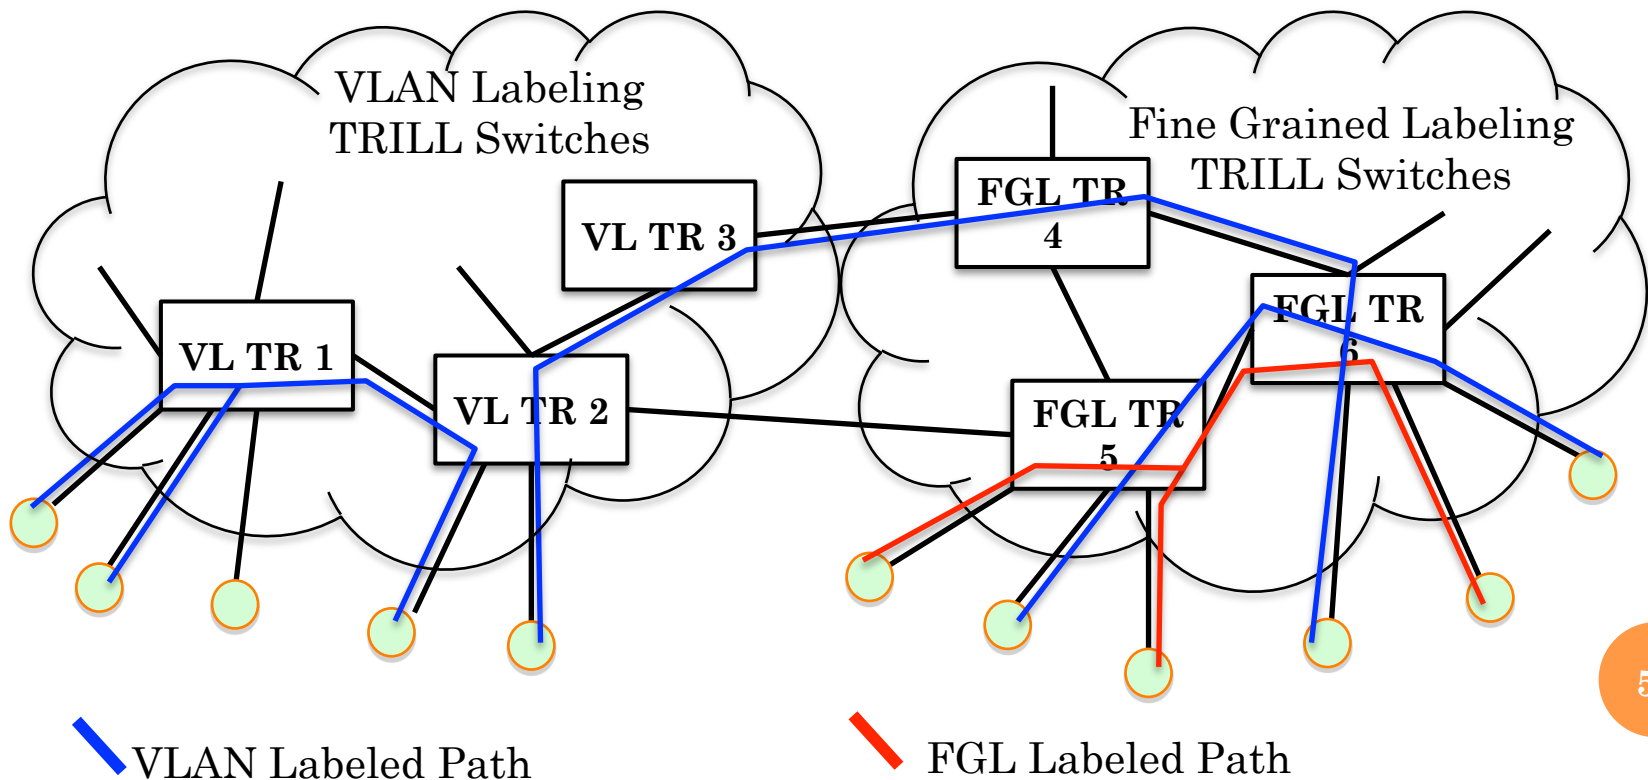 VLAN Labeling
TRILL Switches
Fine Grained Labeling
TRILL Switches
VL TR 1
VL TR 2
VL TR 3
FGL TR
4
FGL TR
5
FGL TR
6
VLAN Labeled Path
FGL Labeled Path